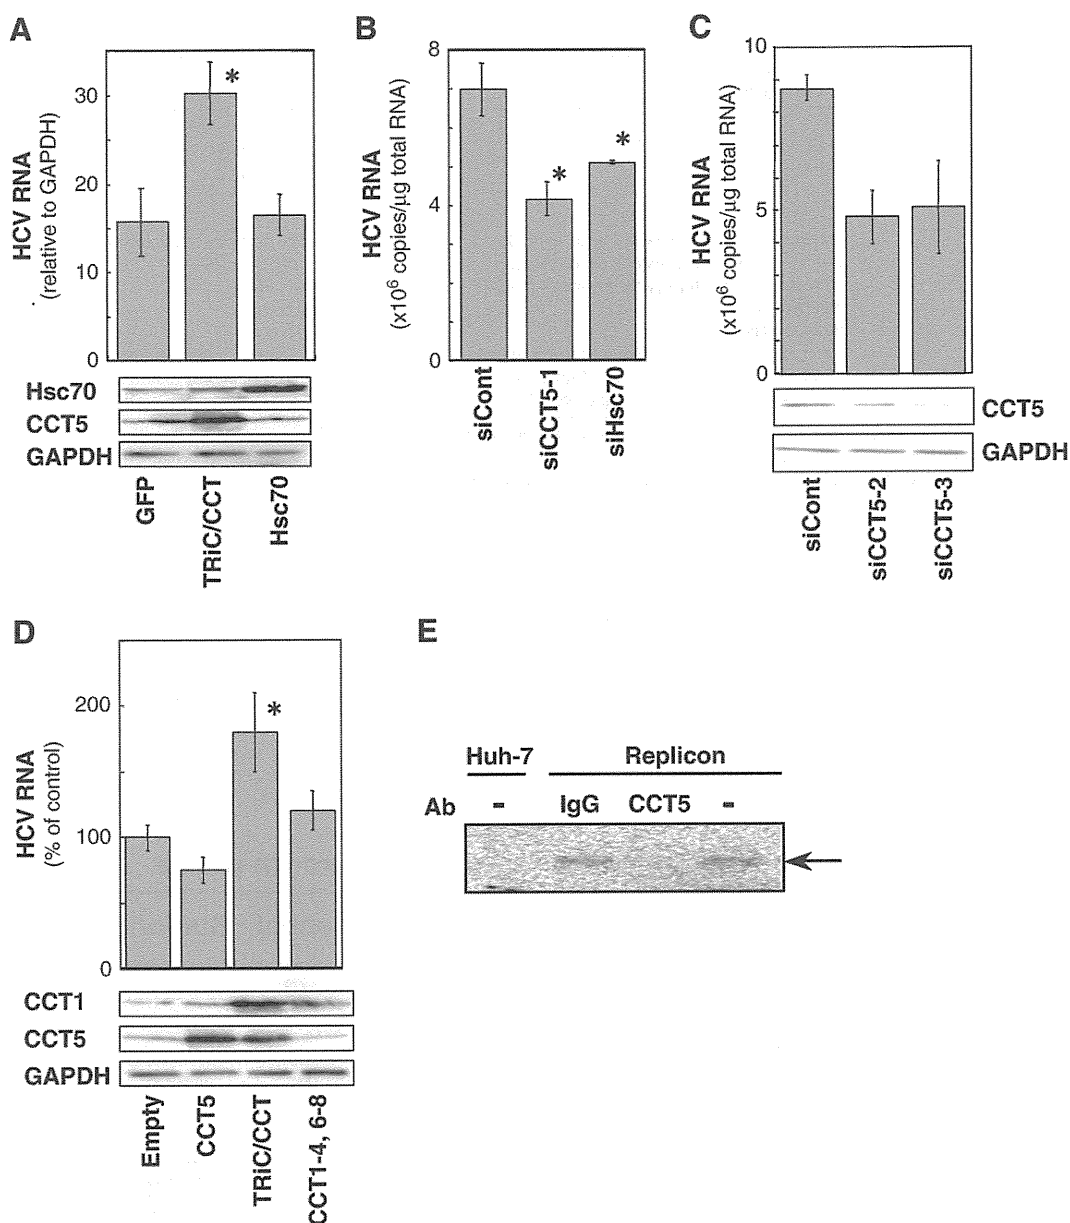 A
HCV RNA
(relative to GAPDH)
30
20
10
0
*
Hsc70
CCT5
GAPDH
GFP
TRiC/CCT
Hsc70
B
HCV RNA
(x10⁶ copies/µg total RNA)
8
4
0
*
*
siCont
siCCT5-1
siHsc70
C
HCV RNA
(x10⁶ copies/µg total RNA)
10
5
0
CCT5
GAPDH
siCont
siCCT5-2
siCCT5-3
D
HCV RNA
(% of control)
200
100
0
*
CCT1
CCT5
GAPDH
Empty
CCT5
TRiC/CCT
CCT1-4, 6-8
E
Huh-7 Replicon
Ab - IgG CCT5 -